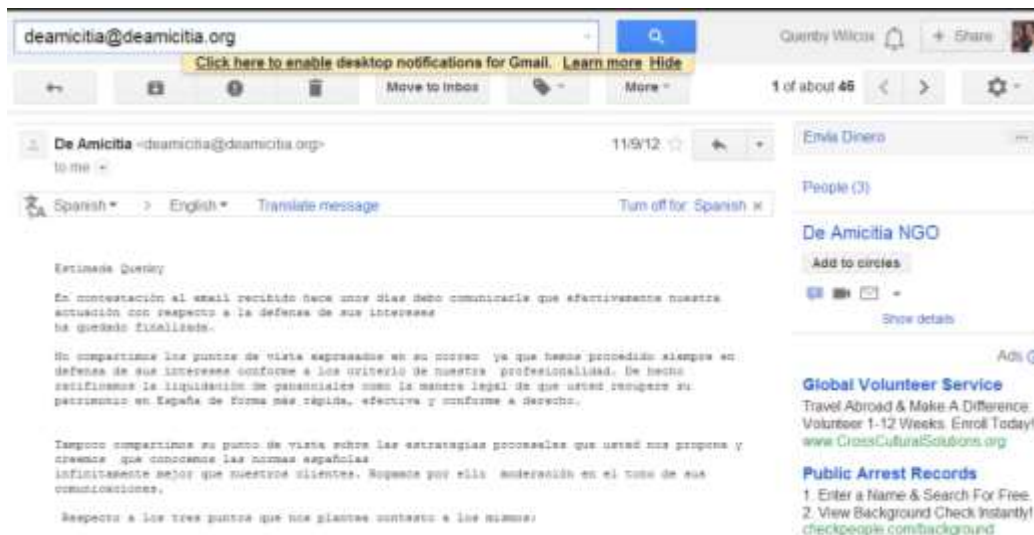 deamicitia@deamicitia.org
Quenby Wilcox
+ Share
Click here to enable desktop notifications for Gmail. Learn more Hide
Move to Inbox
More
1 of about 46
De Amicitia <deamicitia@deamicitia.org>
11/9/12
to me
Spanish > English Translate message
Turn off for: Spanish x
Estimada Quenby
En contestación al email recibido hace unos días debo comunicarle que efectivamente nuestra
actuación con respecto a la defensa de sus intereses
ha quedado finalizada.
No compartimos los puntos de vista expresados en su correo ya que hemos procedido siempre en
defensa de sus intereses conforme a los criterio de nuestra profesionalidad. De hecho
ratificamos la liquidación de gananciales como la manera legal de que usted recupere su
patrimonio en España de forma más rápida, efectiva y conforme a derecho.
Tampoco compartimos su punto de vista sobre las estrategias procesales que usted nos propone y
creemos que conocemos las normas españolas
infinitamente mejor que nuestros clientes. Rogamos por ello moderación en el tono de sus
comunicaciones.
Respecto a los tres puntos que nos plantea contesto a los mismos:
Envía Dinero
People (3)
De Amicitia NGO
Add to circles
Show details
Ads
Global Volunteer Service
Travel Abroad & Make A Difference.
Volunteer 1-12 Weeks. Enroll Today!
www.CrossCulturalSolutions.org
Public Arrest Records
1. Enter a Name & Search For Free.
2. View Background Check Instantly!
checkpeople.com/background